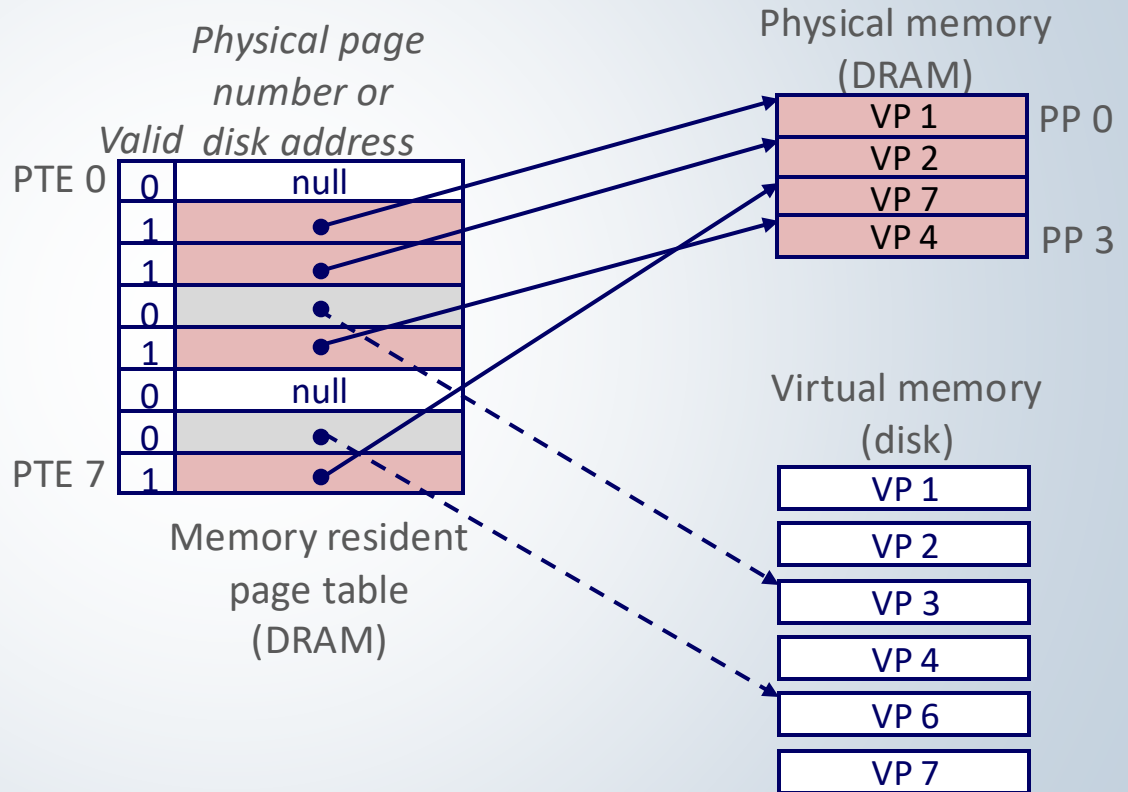 Physical page
number or
disk address
Valid
PTE 0
0
null
1
1
0
1
0
null
0
PTE 7
1
Memory resident
page table
(DRAM)
Physical memory
(DRAM)
VP 1
PP 0
VP 2
VP 7
VP 4
PP 3
Virtual memory
(disk)
VP 1
VP 2
VP 3
VP 4
VP 6
VP 7